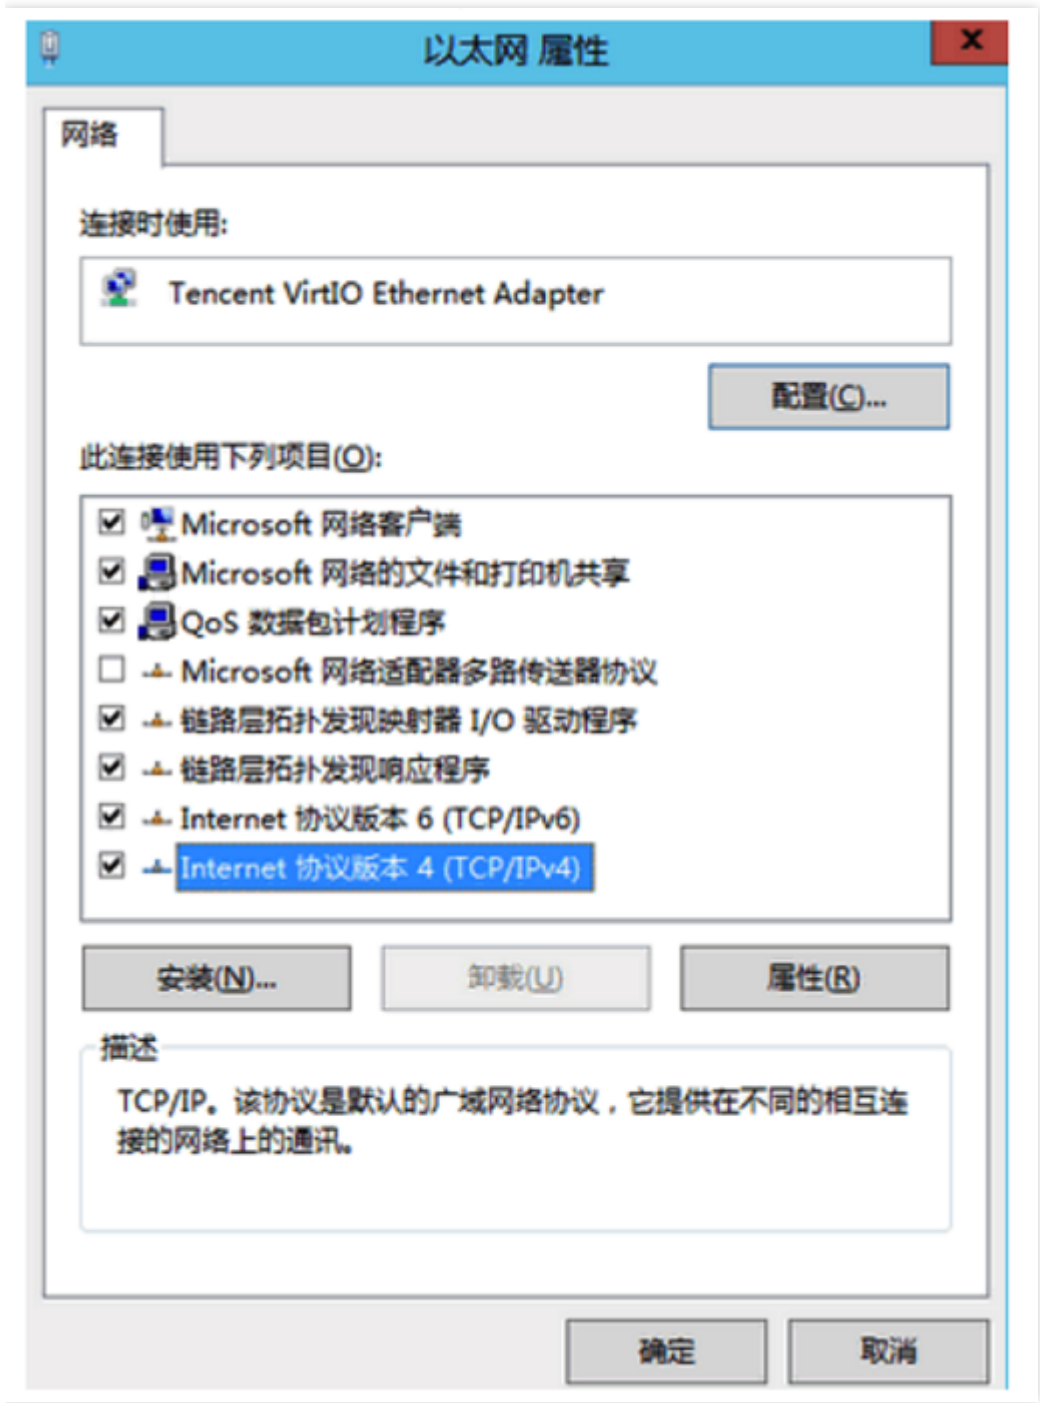 以太网 属性
网络
连接时使用:
Tencent VirtIO Ethernet Adapter
配置(C)...
此连接使用下列项目(O):
Microsoft 网络客户端
Microsoft 网络的文件和打印机共享
QoS 数据包计划程序
Microsoft 网络适配器多路传送器协议
链路层拓扑发现映射器 I/O 驱动程序
链路层拓扑发现响应程序
Internet 协议版本 6 (TCP/IPv6)
Internet 协议版本 4 (TCP/IPv4)
安装(N)... 卸载(U) 属性(R)
描述
TCP/IP。该协议是默认的广域网络协议，它提供在不同的相互连
接的网络上的通讯。
确定 取消